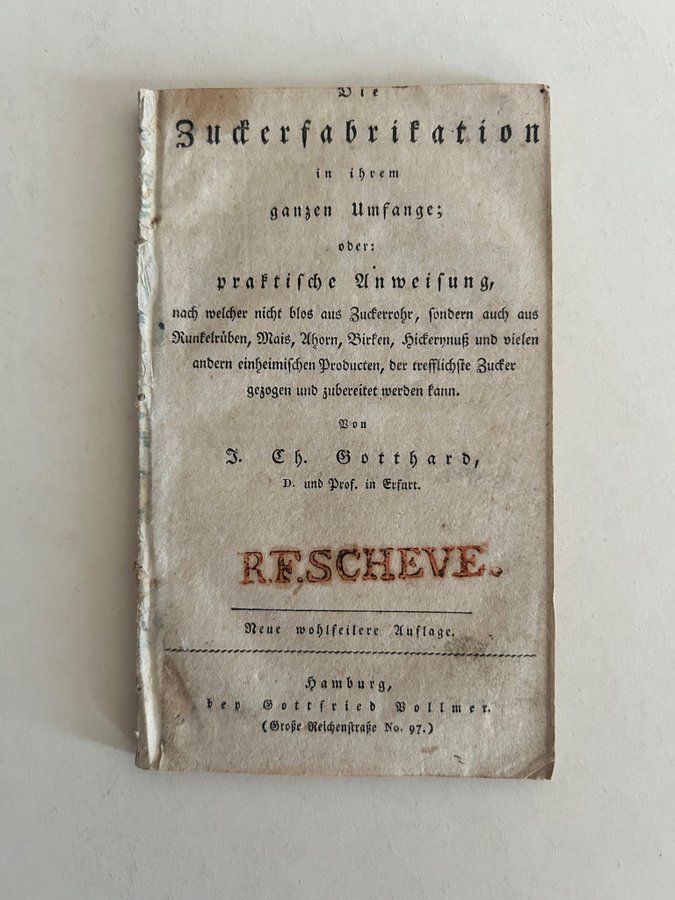 Die
Zuckerfabrikation
in ihrem
ganzen Umfange;
oder:
praktische Anweisung,
nach welcher nicht blos aus Zuckerrohr, sondern auch aus
Runkelrüben, Mais, Ahorn, Birken, Hickerynuß und vielen
andern einheimischen Producten, der trefflichste Zucker
gezogen und zubereitet werden kann.
Von
J. Ch. Gotthard,
D. und Prof. in Erfurt.
R.F.SCHEVE.
Neue wohlfeilere Auflage.
Hamburg,
bey Gottfried Vollmer.
(Große Reichenstraße No. 97.)